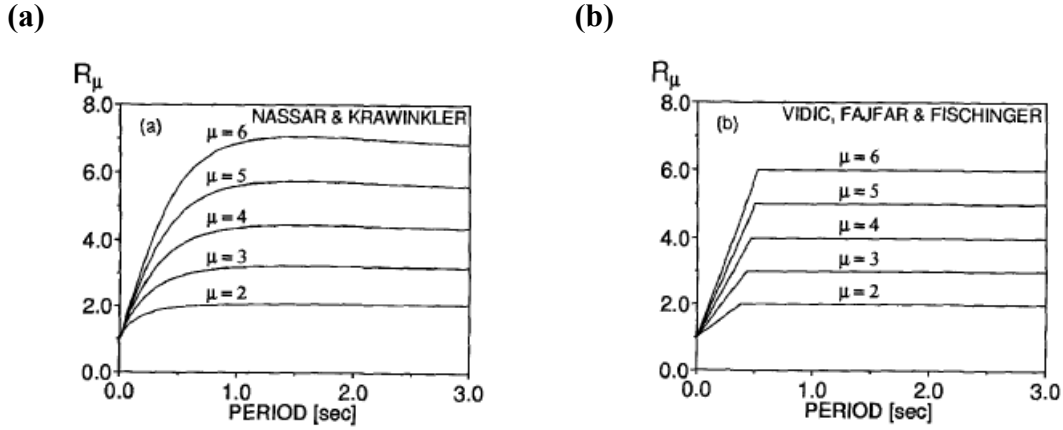 (a)
Rμ
8.0
(a)
NASSAR & KRAWINKLER
μ = 6
6.0
μ = 5
4.0
μ = 4
μ = 3
2.0
μ = 2
0.0
0.0 1.0 2.0 3.0
PERIOD [sec]
(b)
Rμ
8.0
(b)
VIDIC, FAJFAR & FISCHINGER
μ = 6
6.0
μ = 5
4.0
μ = 4
μ = 3
2.0
μ = 2
0.0
0.0 1.0 2.0 3.0
PERIOD [sec]